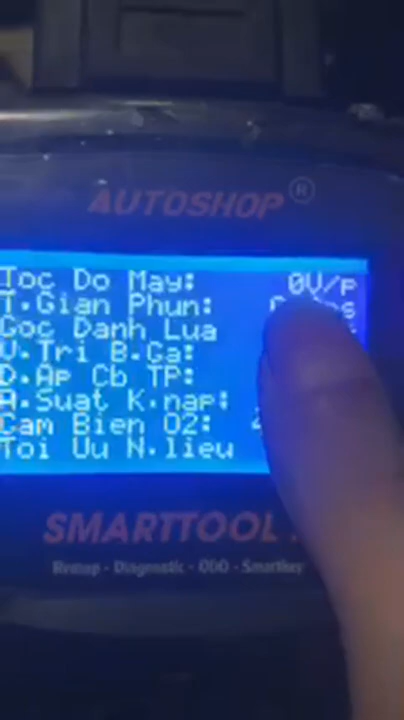 AUTOSHOP ®
Toc Do May: 0V/p
T.Gian Phun:
Goc Danh Lua
V.Tri B.Ga:
D.Ap Cb TP:
A.Suat K.nap:
Cam Bien O2:
Toi Uu N.lieu
SMARTTOOL
Remap - Diagnostic - ODO - Smartkey